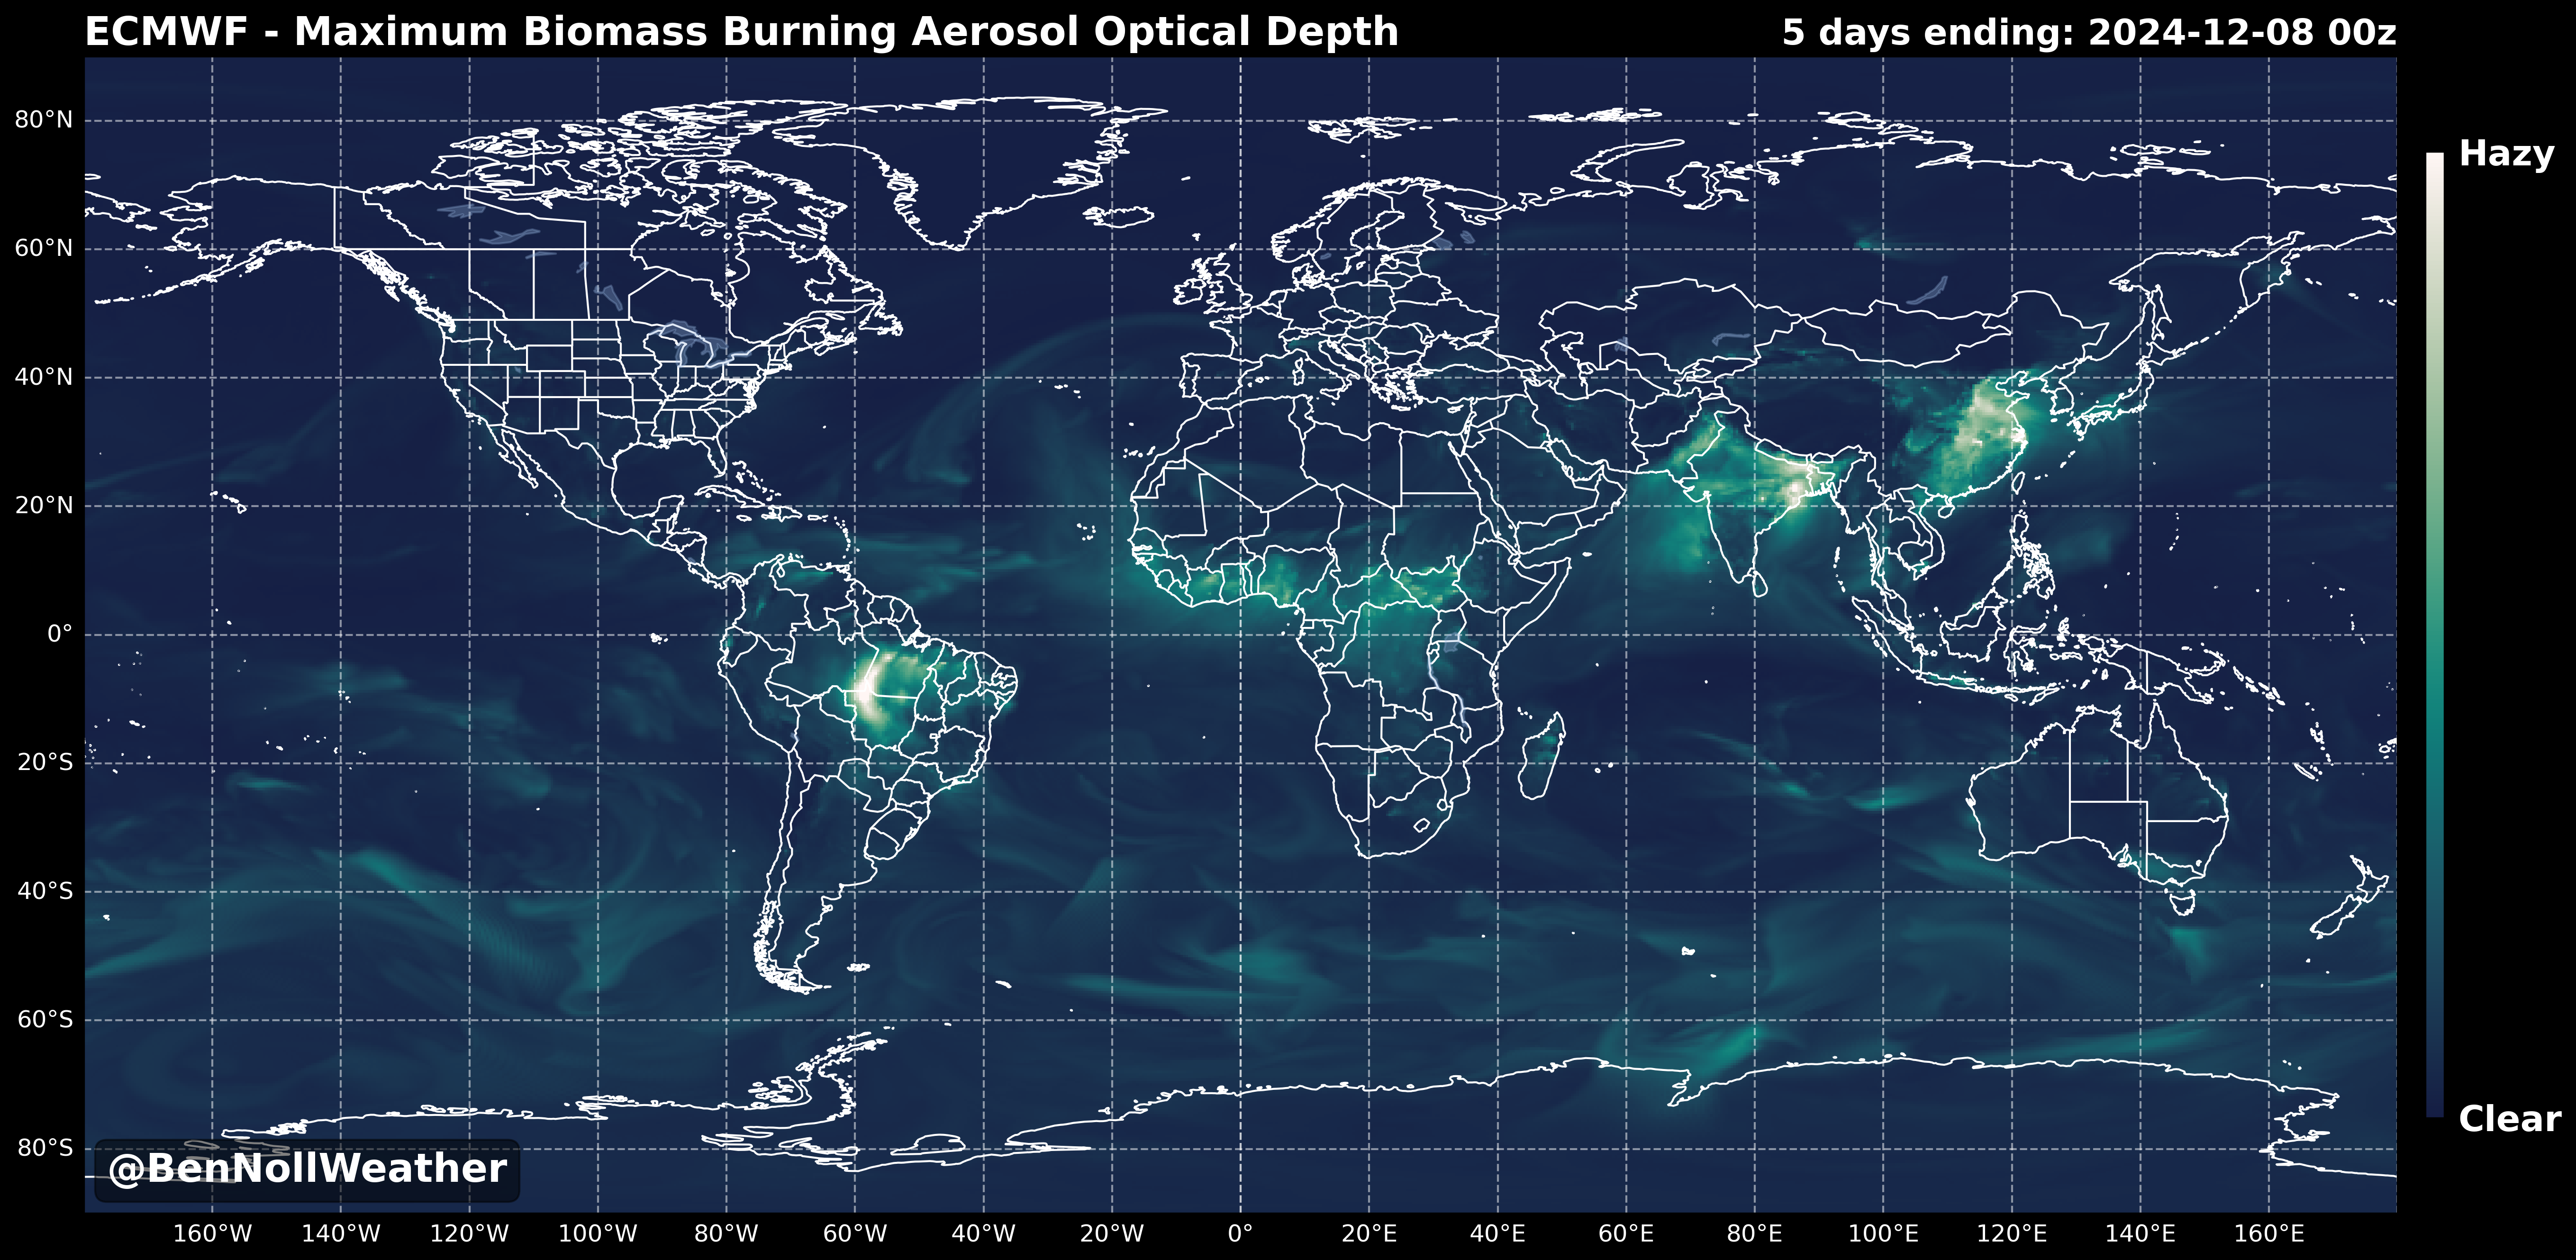 ECMWF - Maximum Biomass Burning Aerosol Optical Depth
5 days ending: 2024-12-08 00z
80°N
60°N
40°N
20°N
0°
20°S
40°S
60°S
80°S
Hazy
Clear
@BenNollWeather
160°W 140°W 120°W 100°W 80°W 60°W 40°W 20°W 0° 20°E 40°E 60°E 80°E 100°E 120°E 140°E 160°E